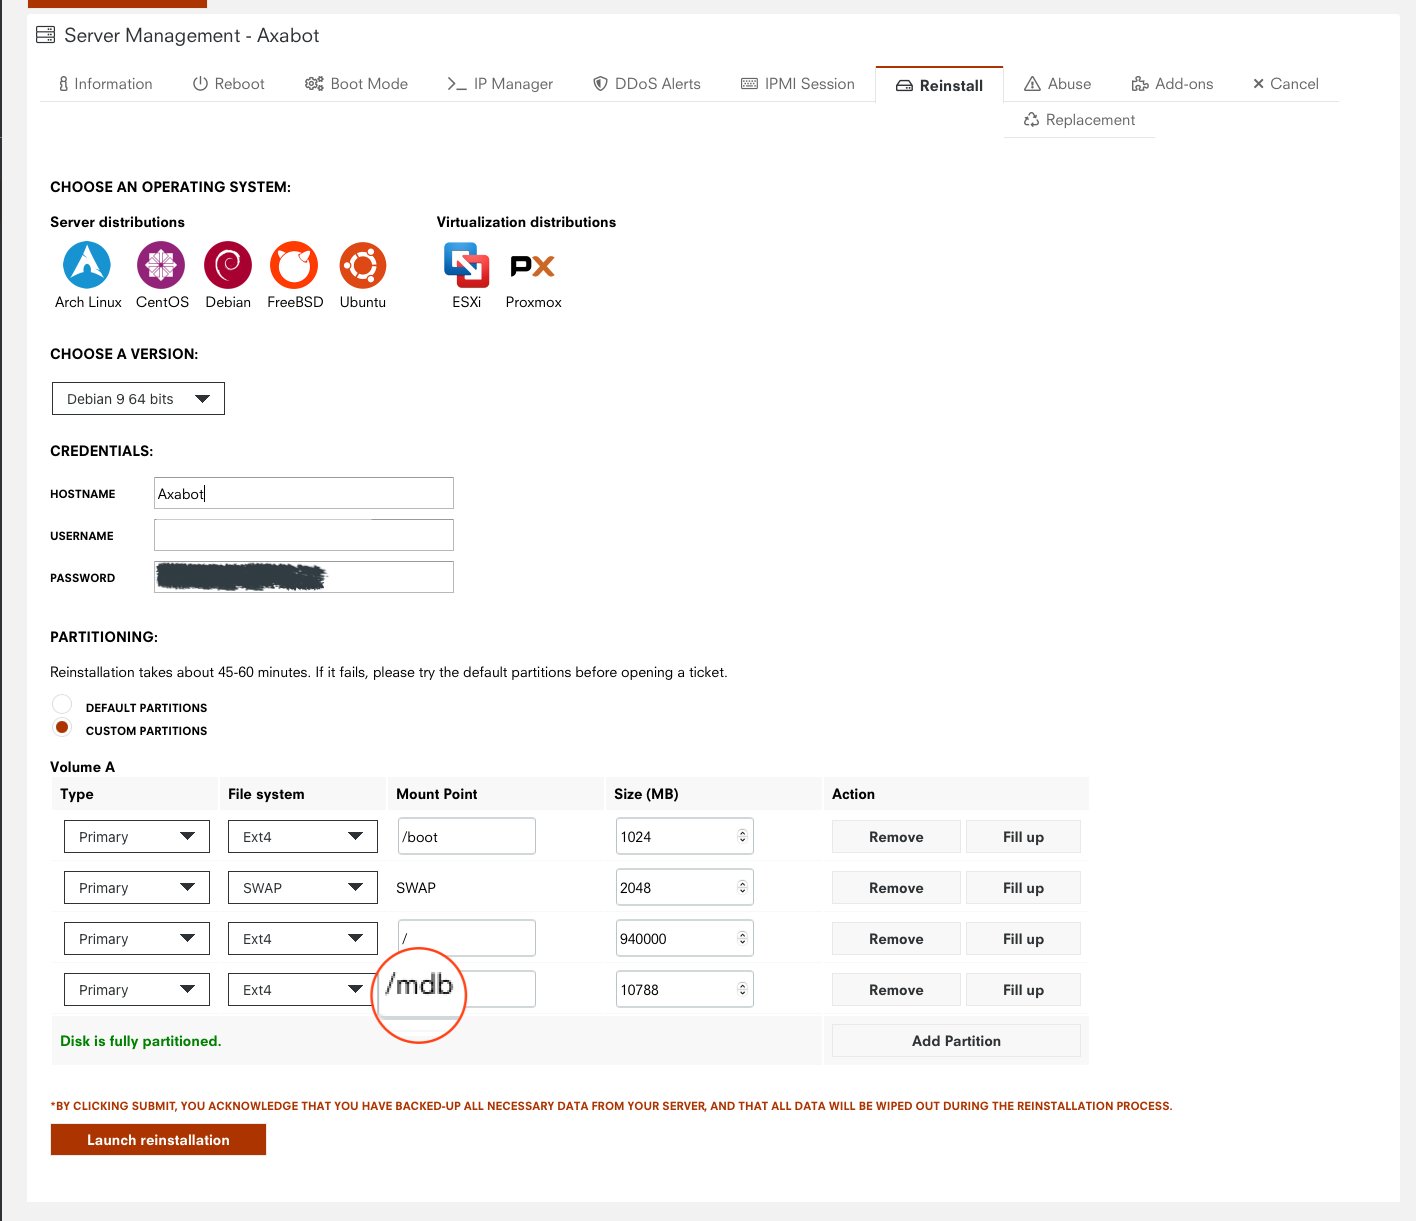 Server Management - Axabot
Information Reboot Boot Mode IP Manager DDoS Alerts IPMI Session Reinstall Abuse Add-ons Cancel
Replacement
CHOOSE AN OPERATING SYSTEM:
Server distributions Virtualization distributions
PX
Arch Linux CentOS Debian FreeBSD Ubuntu ESXi Proxmox
CHOOSE A VERSION:
Debian 9 64 bits
CREDENTIALS:
HOSTNAME Axabot
USERNAME
PASSWORD
PARTITIONING:
Reinstallation takes about 45-60 minutes. If it fails, please try the default partitions before opening a ticket.
DEFAULT PARTITIONS
CUSTOM PARTITIONS
Volume A
Type File system Mount Point Size (MB) Action
Primary Ext4 /boot 1024 Remove Fill up
Primary SWAP SWAP 2048 Remove Fill up
Primary Ext4 / 940000 Remove Fill up
Primary Ext4 /mdb 10788 Remove Fill up
Disk is fully partitioned. Add Partition
*BY CLICKING SUBMIT, YOU ACKNOWLEDGE THAT YOU HAVE BACKED-UP ALL NECESSARY DATA FROM YOUR SERVER, AND THAT ALL DATA WILL BE WIPED OUT DURING THE REINSTALLATION PROCESS.
Launch reinstallation